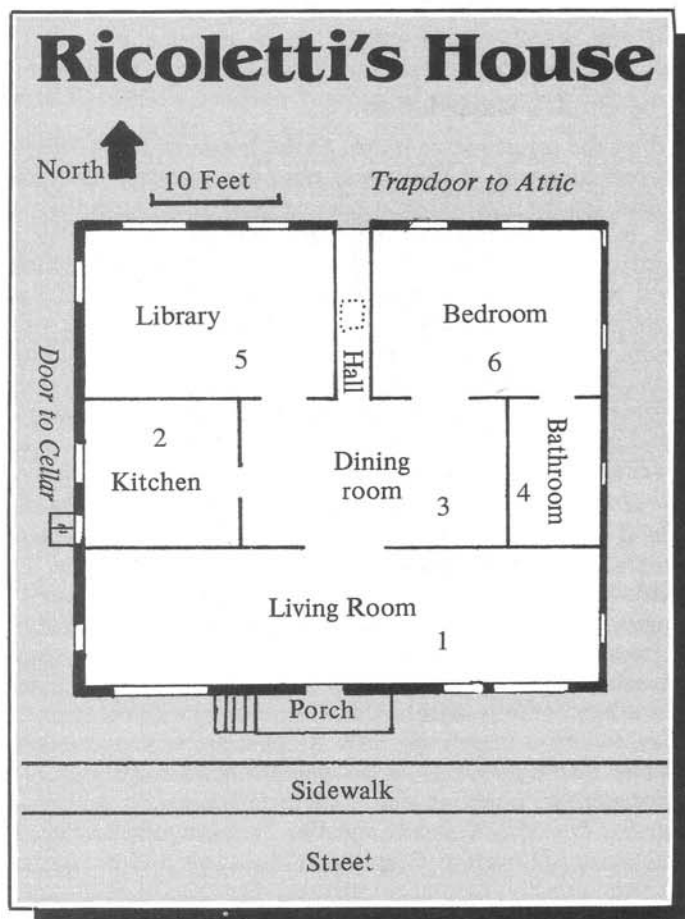 Ricoletti's House
North
10 Feet
Trapdoor to Attic
Library
5
Hall
Bedroom
6
Door to Cellar
2
Kitchen
Dining
room
3
4
Bathroom
Living Room
1
Porch
Sidewalk
Street